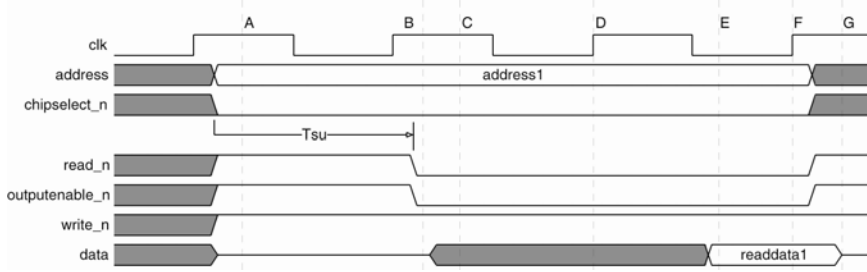 A B C D E F G
clk
address address1
chipselect_n
Tsu
read_n
outputenable_n
write_n
data readdata1